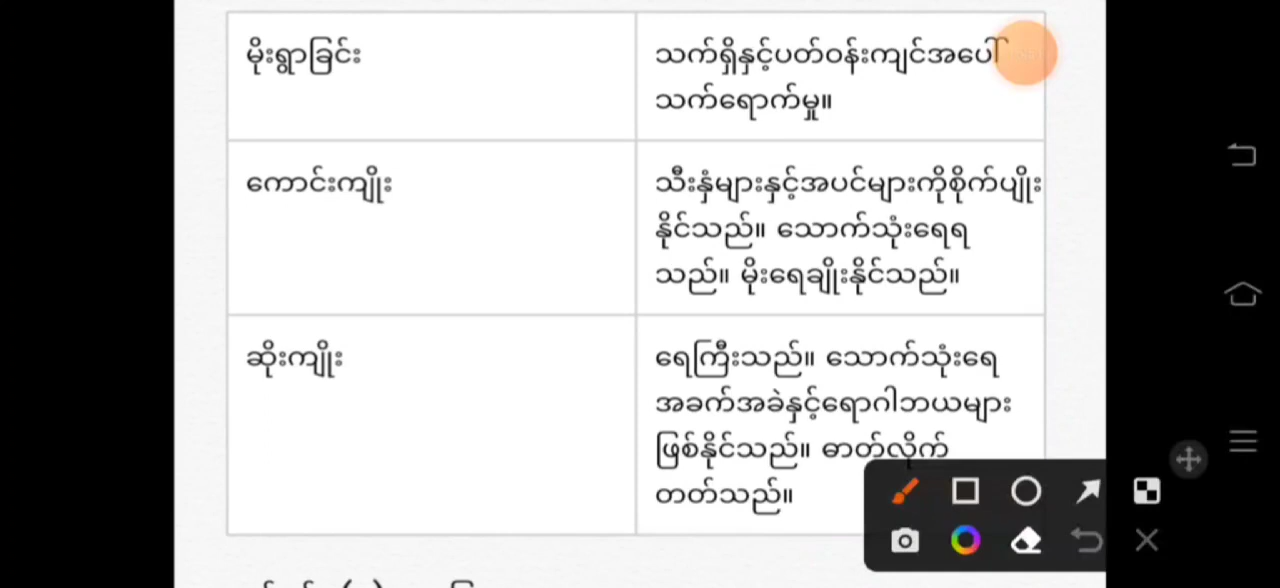 မိုးရွာခြင်း
သက်ရှိနှင့်ပတ်ဝန်းကျင်အပေါ်
သက်ရောက်မှု။
ကောင်းကျိုး
သီးနှံများနှင့်အပင်များကိုစိုက်ပျိုး
နိုင်သည်။ သောက်သုံးရေရ
သည်။ မိုးရေချိုးနိုင်သည်။
ဆိုးကျိုး
ရေကြီးသည်။ သောက်သုံးရေ
အခက်အခဲနှင့်ရောဂါဘယများ
ဖြစ်နိုင်သည်။ ဓာတ်လိုက်
တတ်သည်။